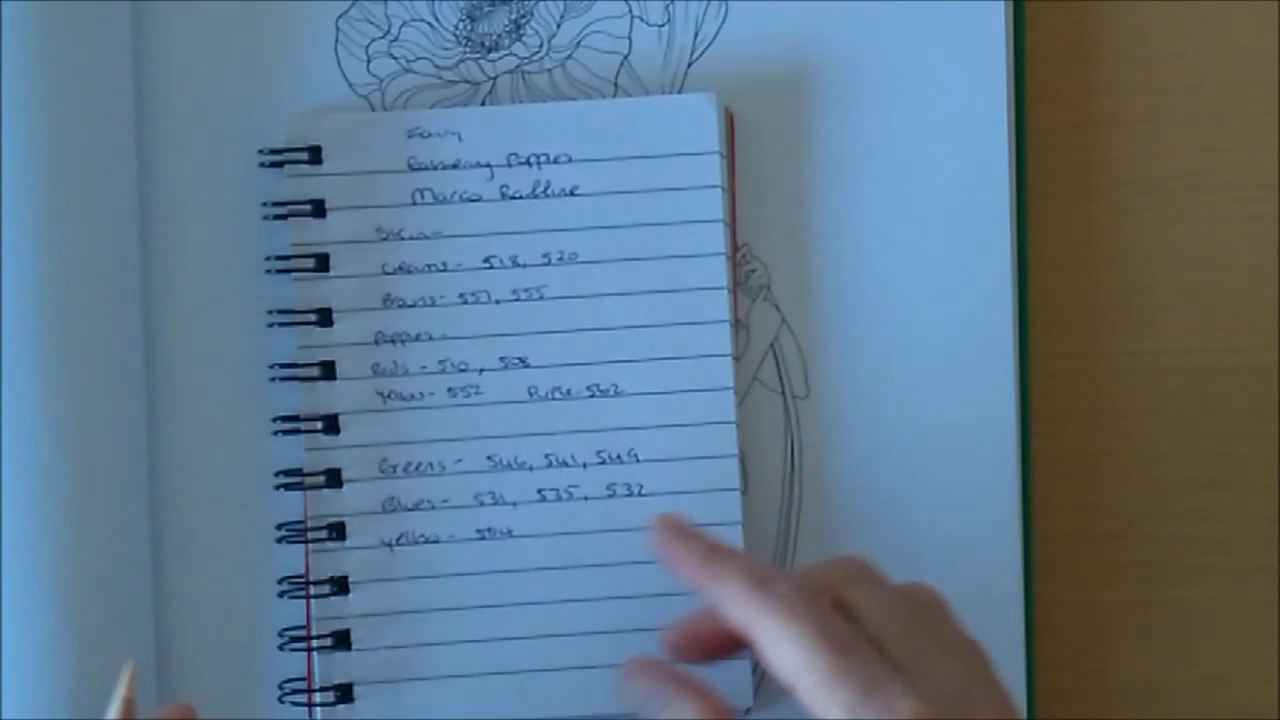 Fairy
Poppies
Marco Raffine
Skin-
Creams- 518, 520
Browns- 557, 555
Poppies-
Reds - 510, 508
Yellow- 552 Purple-562
Greens- 546, 541, 549
Blues- 531, 535, 532
yellow- 504